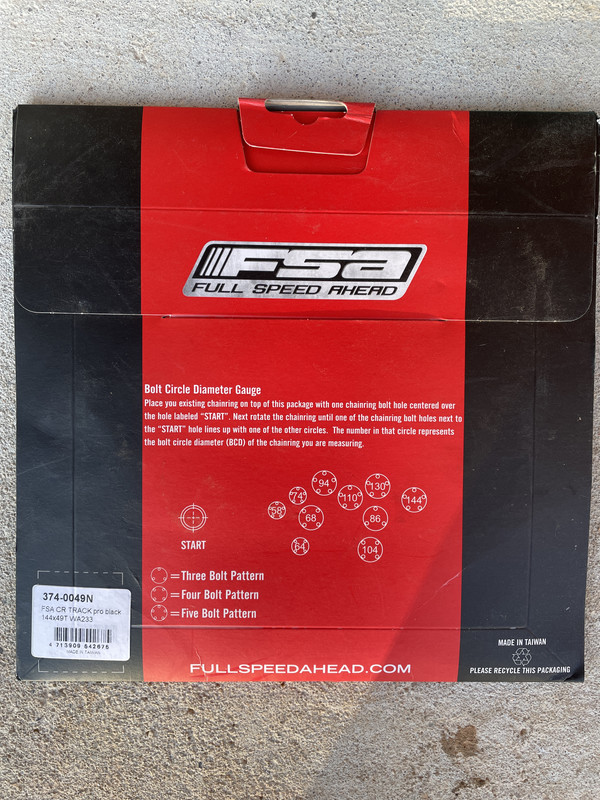 FSA
FULL SPEED AHEAD
Bolt Circle Diameter Gauge
Place you existing chainring on top of this package with one chainring bolt hole centered over
the hole labeled “START”. Next rotate the chainring until one of the bolt holes next to
the “START” hole lines up with one of the other circles. The number in that circle represents
the bolt circle diameter (BCD) of the chainring you are measuring.
94
130
74
110
144
58
68
86
64
104
START
=Three Bolt Pattern
=Four Bolt Pattern
=Five Bolt Pattern
374-0049N
FSA CR TRACK pro black
144x49T WA233
4 713909 842675
MADE IN TAIWAN
FULLSPEEDAHEAD.COM
MADE IN TAIWAN
PLEASE RECYCLE THIS PACKAGING